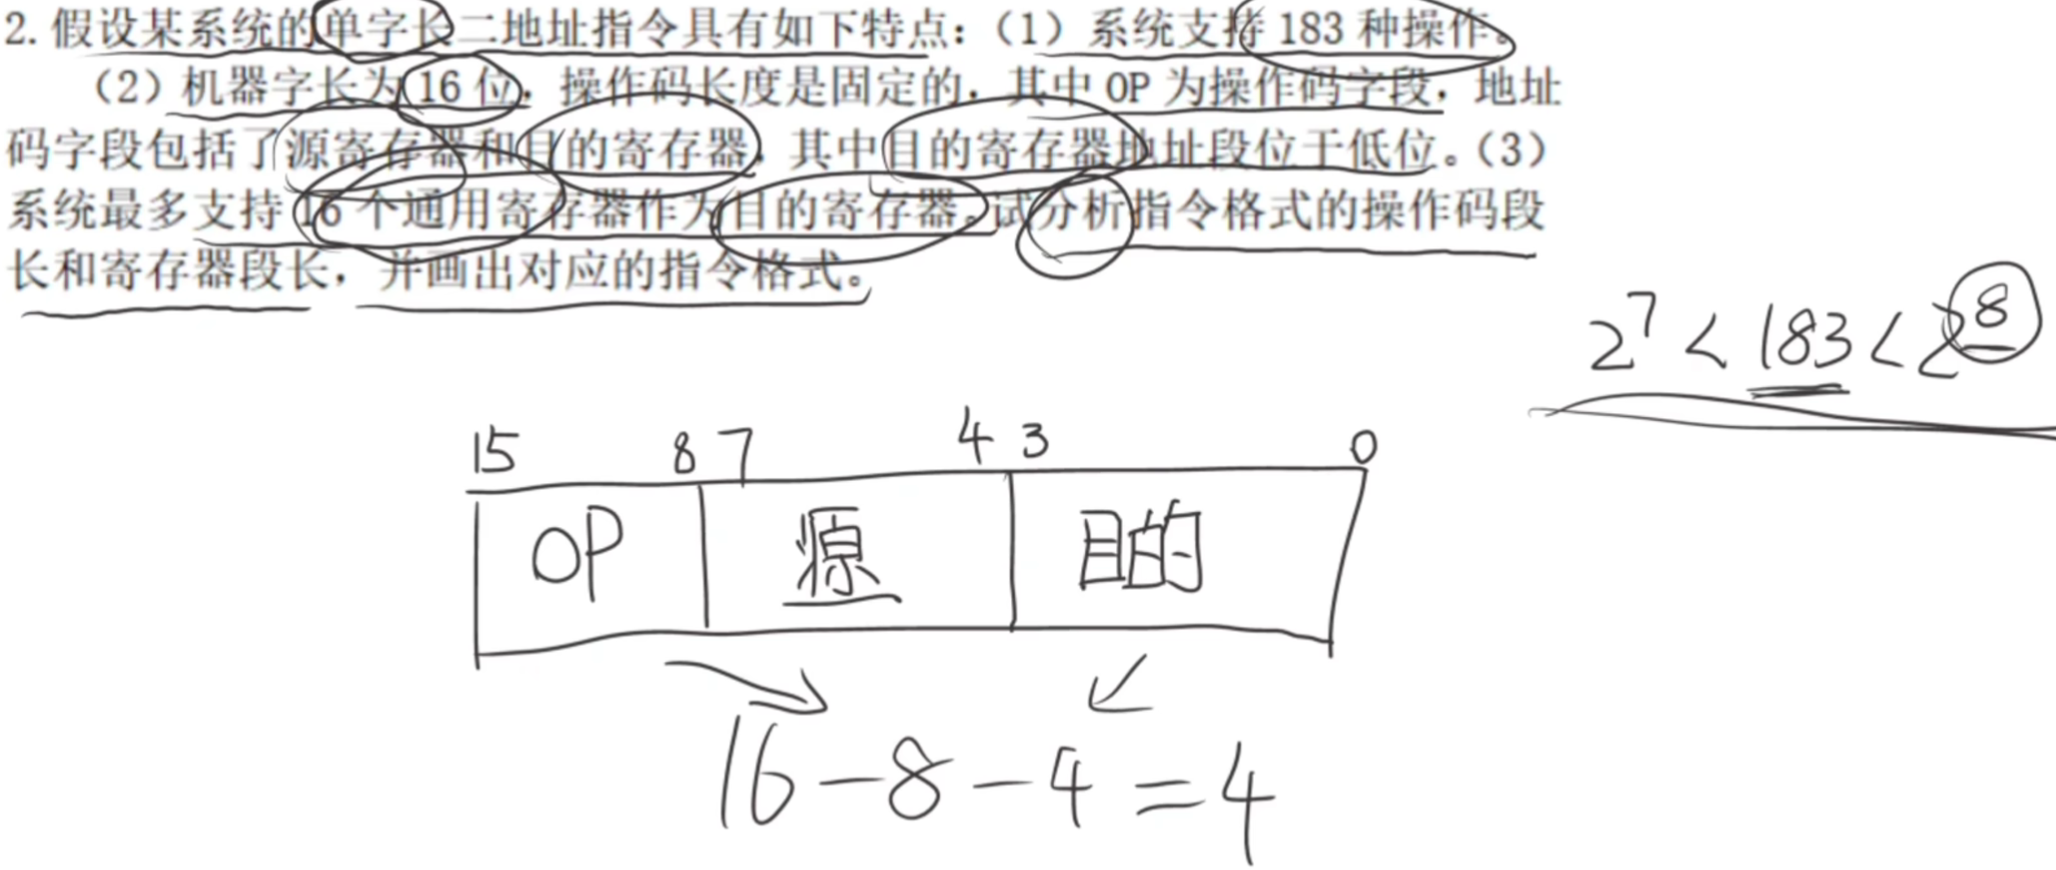 2. 假设某系统的单字长二地址指令具有如下特点：（1）系统支持 183 种操作。
（2）机器字长为 16 位，操作码长度是固定的，其中 OP 为操作码字段，地址
码字段包括了源寄存器和目的寄存器，其中目的寄存器地址段位于低位。（3）
系统最多支持 16 个通用寄存器作为目的寄存器。试分析指令格式的操作码段
长和寄存器段长，并画出对应的指令格式。
2^7 < 183 < 2^8
15 8 7 4 3 0
OP 源 目的
16 - 8 - 4 = 4